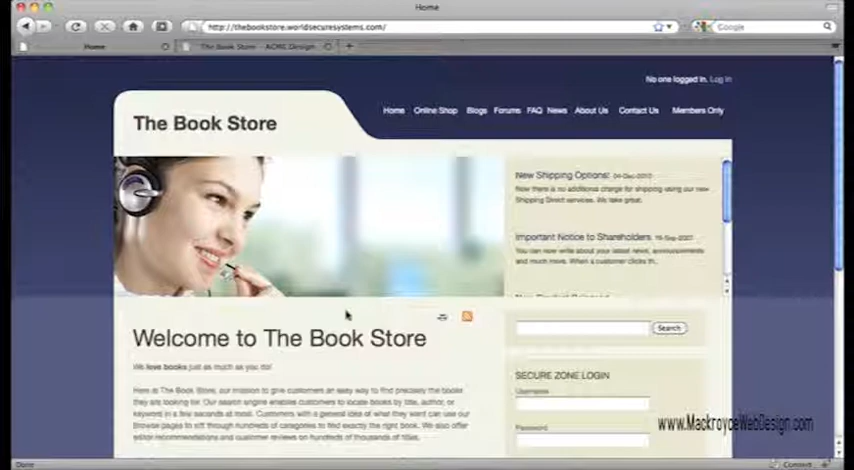 Home
http://thebookstore.worldsecuresystems.com/
Google
Home
The Book Store - ACME Design
No one logged in. Log In
Home Online Shop Blogs Forums FAQ News About Us Contact Us Members Only
The Book Store
New Shipping Options!
Now there is no additional charge for shipping using our new
Shipping Direct services. We take great.
Important Notice to Shareholders
You can now write about your latest news, announcements
and much more. When a customer clicks th..
Welcome to The Book Store
Search
We love books just as much as you do!
SECURE ZONE LOGIN
Username
Here at The Book Store, our mission to give customers an easy way to find precisely the books
they are looking for. Our search engine enables customers to locate books by title, author, or
keyword in a few seconds at most. Customers with a general idea of what they want can use our
Browse pages to sift through hundreds of categories to find exactly the right book. We also offer
editor recommendations and customer reviews on hundreds of thousands of titles.
Password
www.MackroyceWebDesign.com
Done